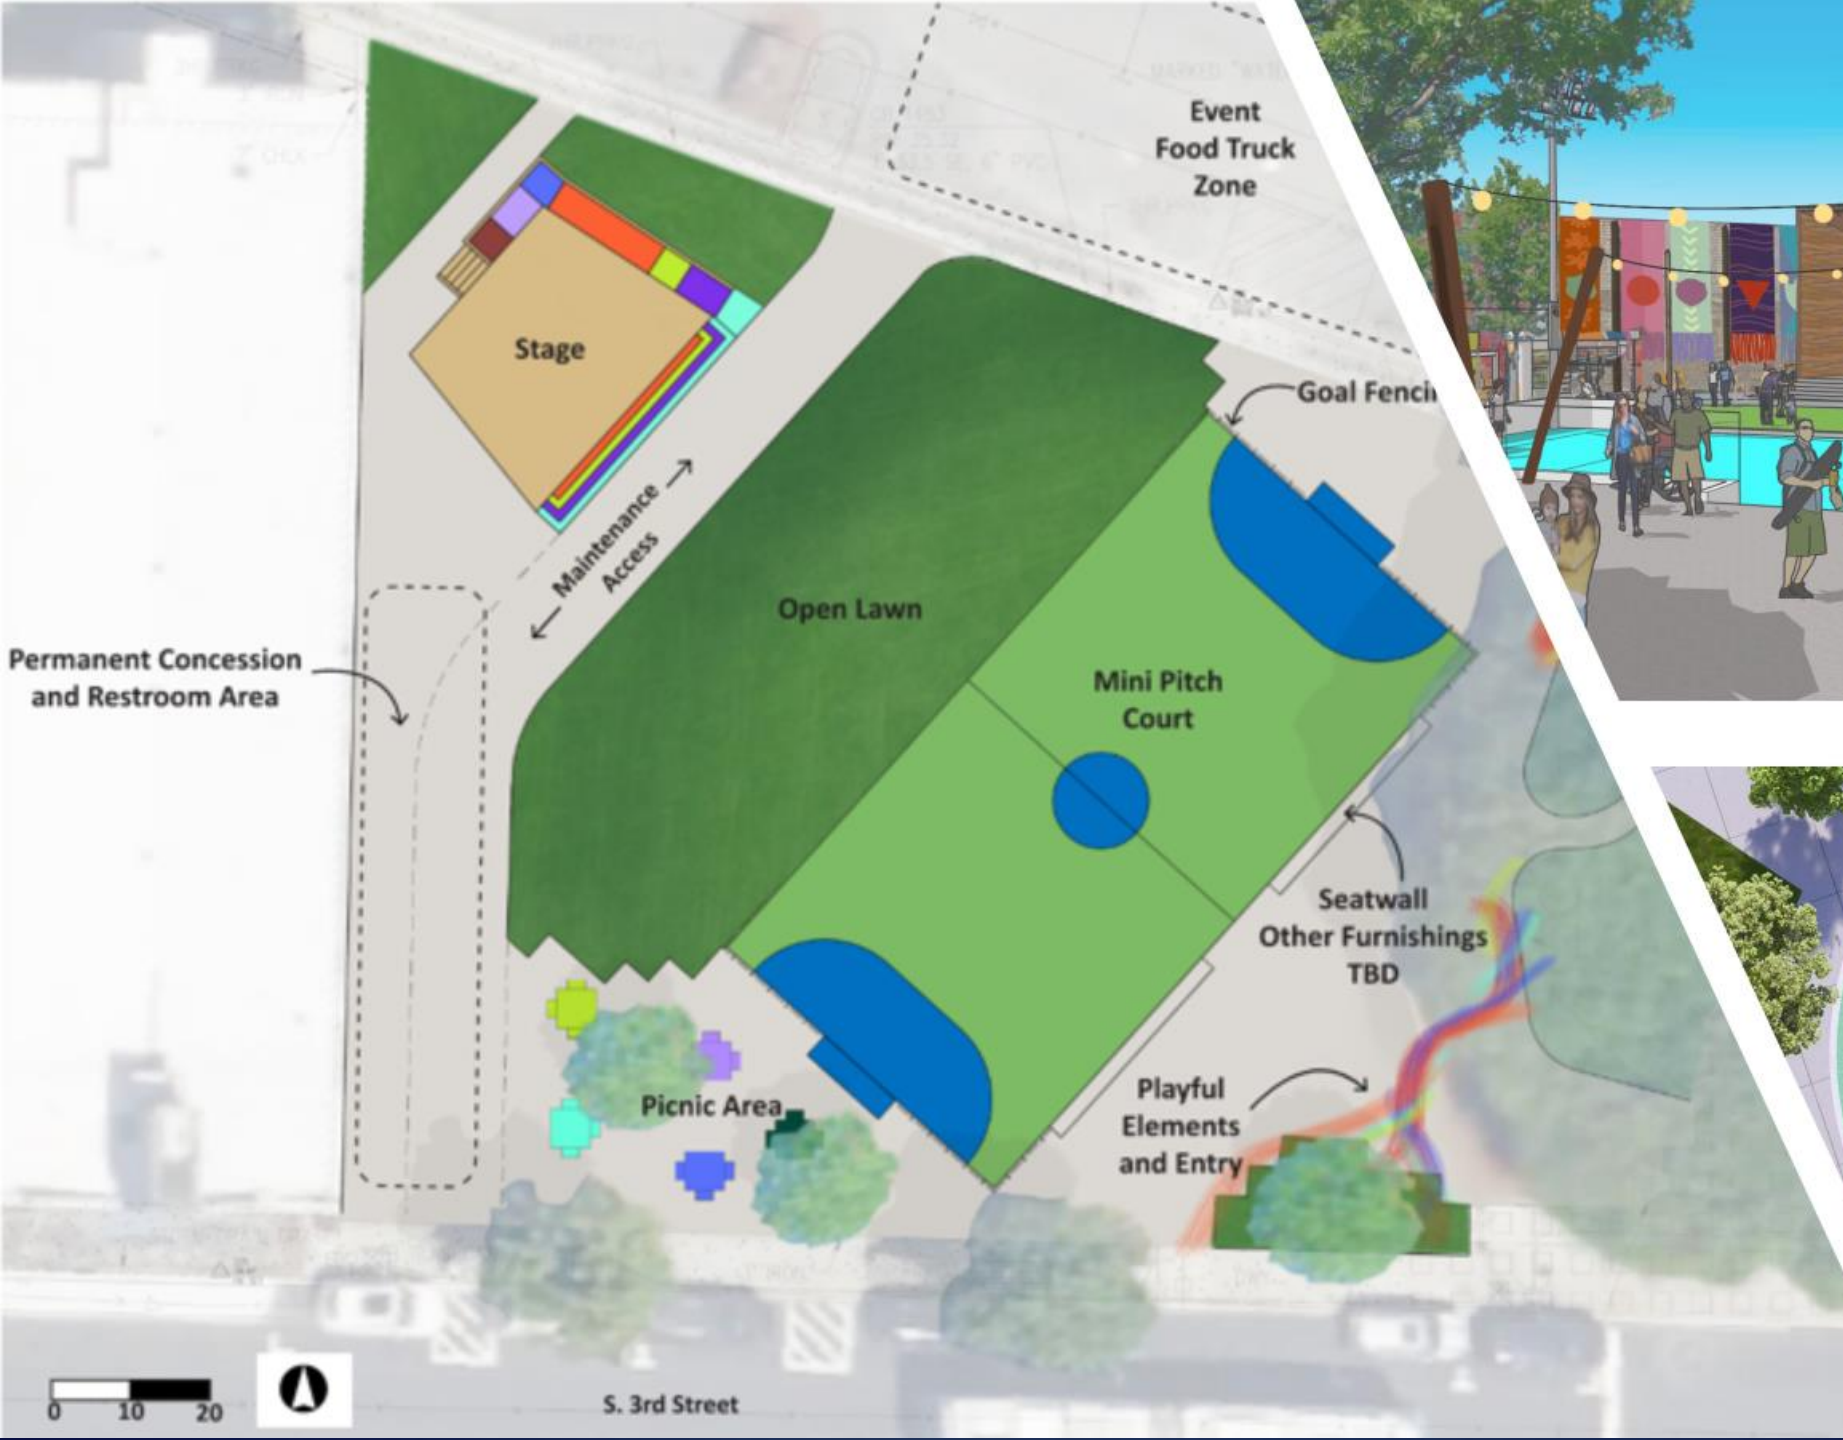 Event
Food Truck
Zone
Goal Fenci
Stage
Maintenance
Access
Open Lawn
Permanent Concession
and Restroom Area
Mini Pitch
Court
Seatwall
Other Furnishings
TBD
Picnic Area
Playful
Elements
and Entry
0 10 20
S. 3rd Street